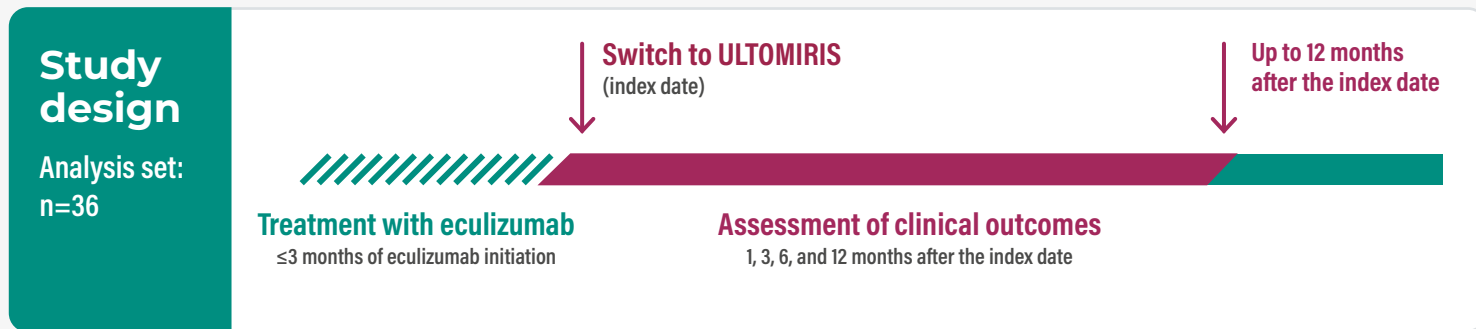 Study
design
Analysis set:
n=36
Switch to ULTOMIRIS
(index date)
Up to 12 months
after the index date
Treatment with eculizumab
≤3 months of eculizumab initiation
Assessment of clinical outcomes
1, 3, 6, and 12 months after the index date